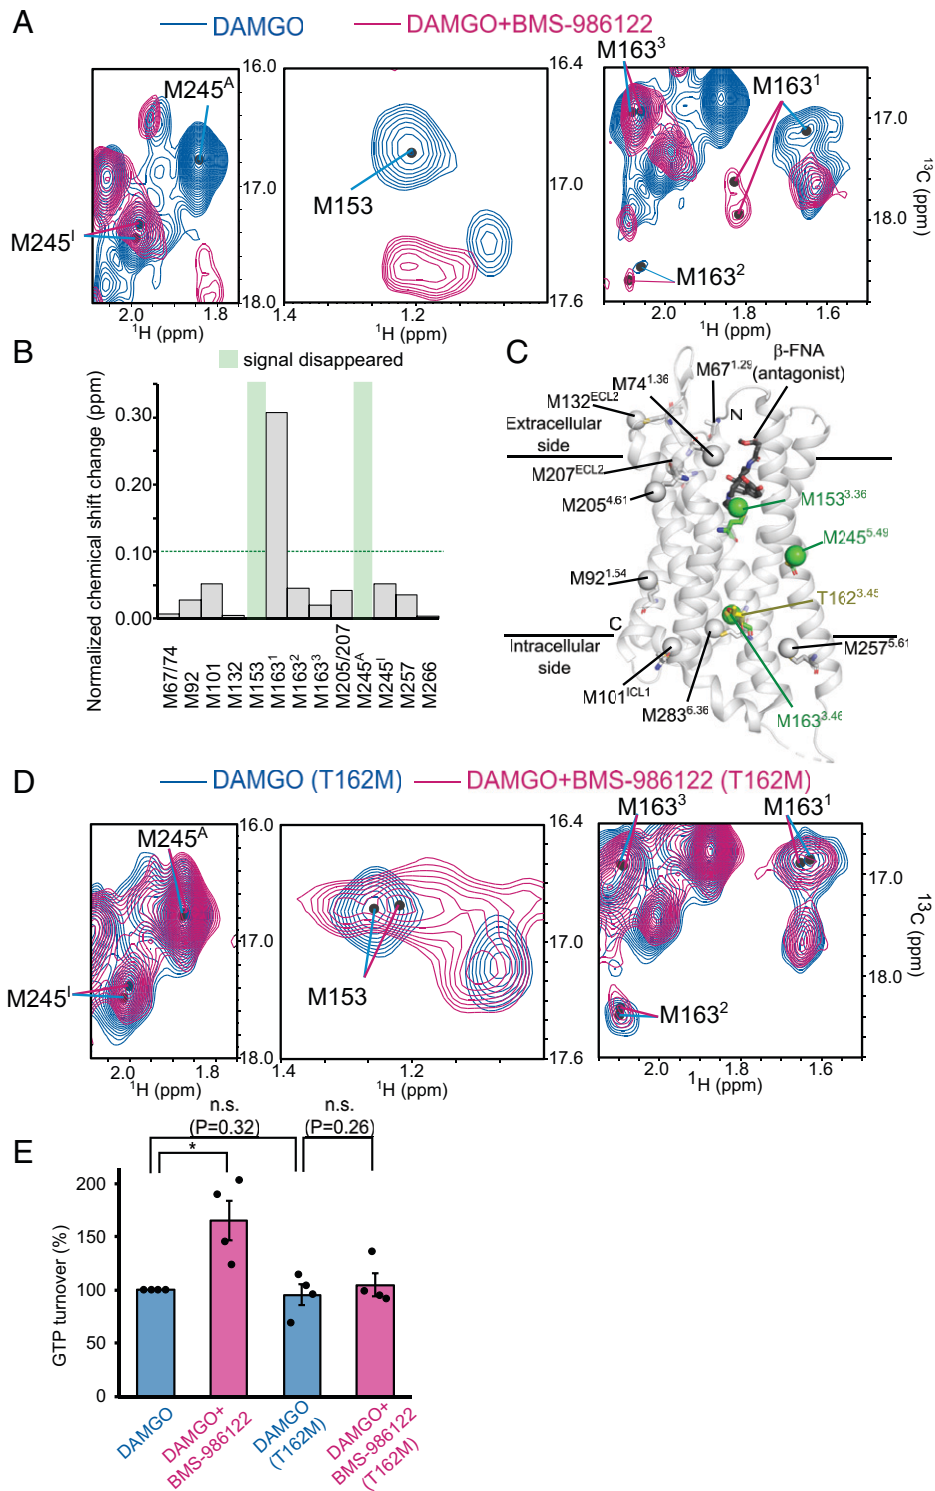 A
DAMGO
DAMGO+BMS-986122
16.0
17.0
18.0
2.0
1.8
¹H (ppm)
M245ᴬ
M245ᴵ
16.4
17.0
17.6
1.4
1.2
¹H (ppm)
M153
M163³
M163¹
M163²
17.0
18.0
¹³C (ppm)
2.0
1.8
1.6
¹H (ppm)
B
signal disappeared
Normalized chemical shift change (ppm)
0.30
0.20
0.10
0.00
M67/74
M92
M101
M132
M153
M163¹
M163²
M163³
M205/207
M245ᴬ
M245ᴵ
M257
M266
C
β-FNA
(antagonist)
M67¹·²⁹
M74¹·³⁶
M132ᴱᶜᴸ²
N
Extracellular
side
M207ᴱᶜᴸ²
M205⁴·⁶¹
M153³·³⁶
M245⁵·⁴⁹
M92¹·⁵⁴
T162³·⁴⁵
C
Intracellular
side
M257⁵·⁶¹
M101ᴵᶜᴸ¹
M283⁶·³⁶
M163³·⁴⁶
D
DAMGO (T162M)
DAMGO+BMS-986122 (T162M)
16.0
17.0
18.0
2.0
1.8
¹H (ppm)
M245ᴬ
M245ᴵ
16.4
17.0
17.6
1.4
1.2
¹H (ppm)
M153
M163³
M163¹
M163²
17.0
18.0
¹³C (ppm)
2.0
1.8
1.6
¹H (ppm)
E
n.s.
(P=0.32)
n.s.
(P=0.26)
*
GTP turnover (%)
200
150
100
50
0
DAMGO
DAMGO+
BMS-986122
DAMGO
(T162M)
DAMGO+
BMS-986122
(T162M)